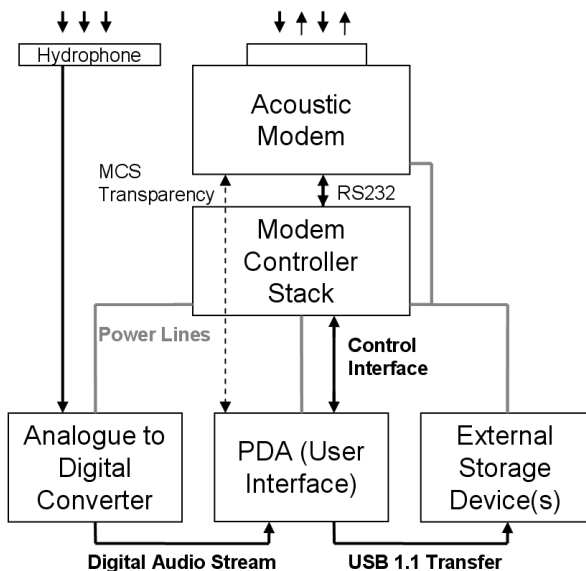 Hydrophone
Acoustic
Modem
MCS
Transparency
RS232
Modem
Controller
Stack
Power Lines
Control
Interface
Analogue to
Digital
Converter
PDA (User
Interface)
External
Storage
Device(s)
Digital Audio Stream
USB 1.1 Transfer